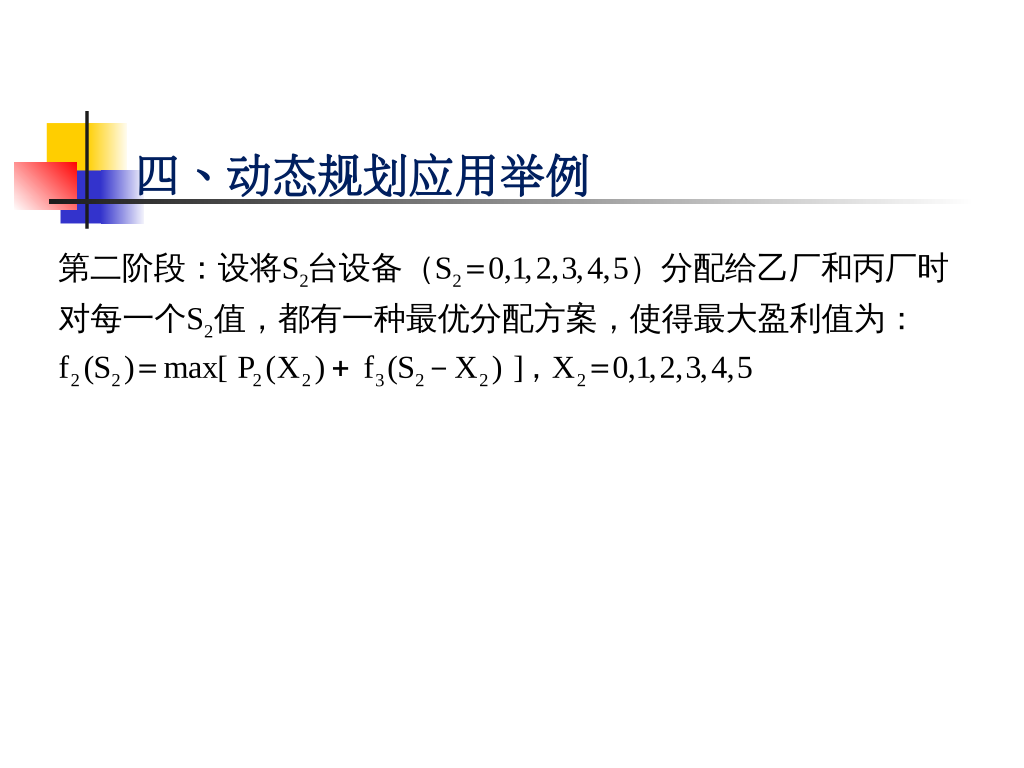 四、动态规划应用举例
第二阶段：设将S₂台设备（S₂＝0,1,2,3,4,5）分配给乙厂和丙厂时
对每一个S₂值，都有一种最优分配方案，使得最大盈利值为：
f₂(S₂)＝max[ P₂(X₂)＋ f₃(S₂－X₂) ]，X₂＝0,1,2,3,4,5